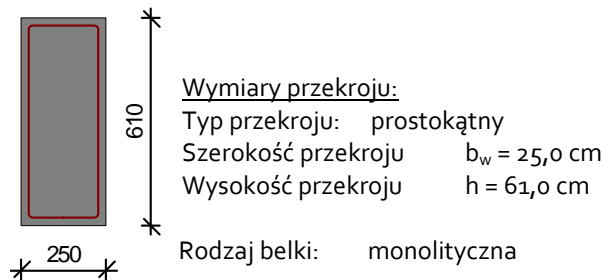 610
250
Wymiary przekroju:
Typ przekroju: prostokątny
Szerokość przekroju b_w = 25,0 cm
Wysokość przekroju h = 61,0 cm
Rodzaj belki: monolityczna